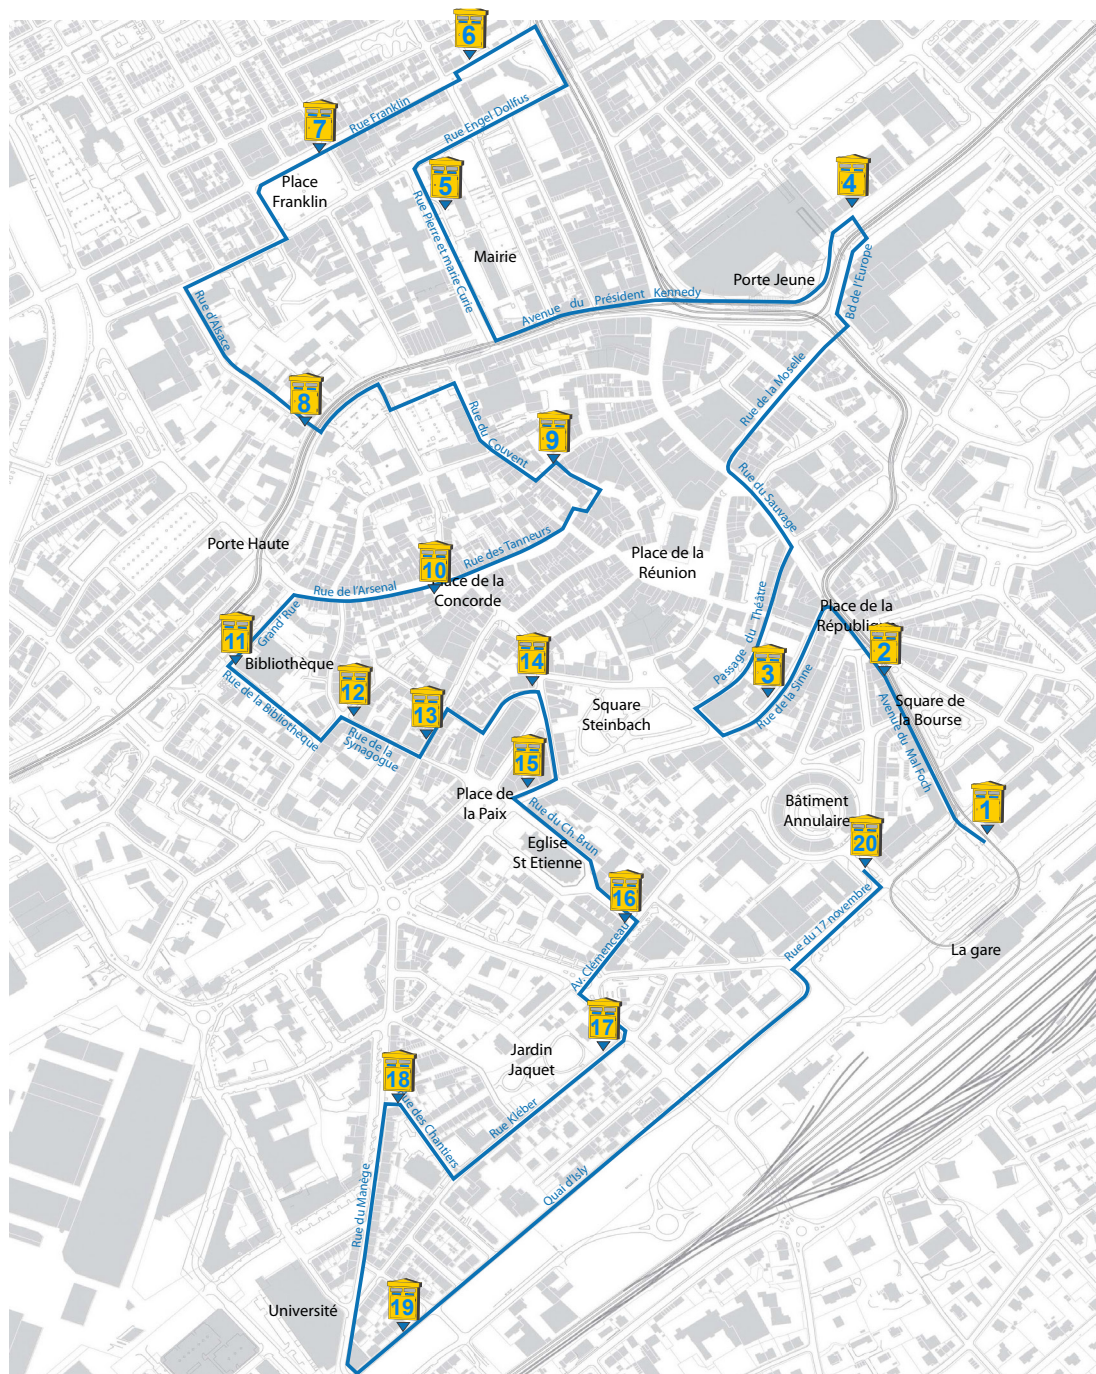 6
Rue Franklin
Rue Engel Dollfus
7
5
4
Place
Franklin
Rue Pierre et marie Curie
Mairie
Porte Jeune
Bd de l'Europe
Avenue du Président Kennedy
Rue d'Alsace
8
Rue de la Moselle
Rue du Couvent
9
Rue du Sauvage
Porte Haute
Rue des Tanneurs
Place de la
Réunion
10
Place de la
Concorde
Rue de l'Arsenal
Passage du Théâtre
Place de la
République
Grand' Rue
11
Bibliothèque
14
3
2
Rue de la Sinne
Rue de la Bibliothèque
12
13
Rue de la
Synagogue
Square
Steinbach
Square de
la Bourse
Avenue du Mal Foch
15
Place de
la Paix
Rue du Ch. Brun
Bâtiment
Annulaire
1
20
Eglise
St Etienne
16
Rue du 17 novembre
Av. Clémenceau
La gare
17
Jardin
Jaquet
18
Rue des Chantiers
Rue Kléber
Rue du Manège
Quai d'Isly
19
Université